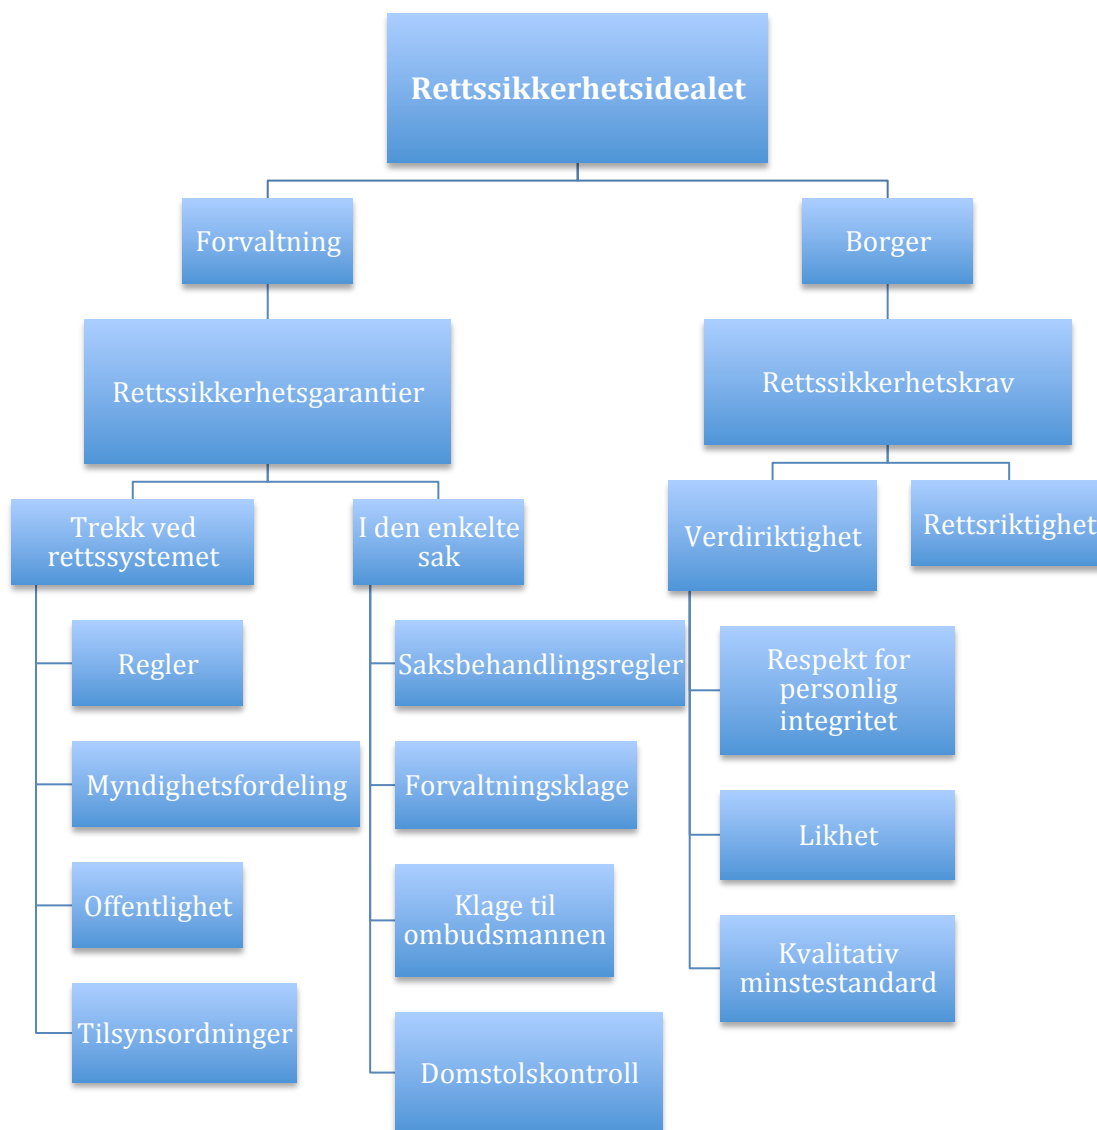 Rettssikkerhetsidealet
Forvaltning
Borger
Rettssikkerhetsgarantier
Rettssikkerhetskrav
Trekk ved
rettssystemet
I den enkelte
sak
Verdiriktighet
Rettsriktighet
Regler
Myndighetsfordeling
Offentlighet
Tilsynsordninger
Saksbehandlingsregler
Forvaltningsklage
Klage til
ombudsmannen
Domstolskontroll
Respekt for
personlig
integritet
Likhet
Kvalitativ
minstestandard